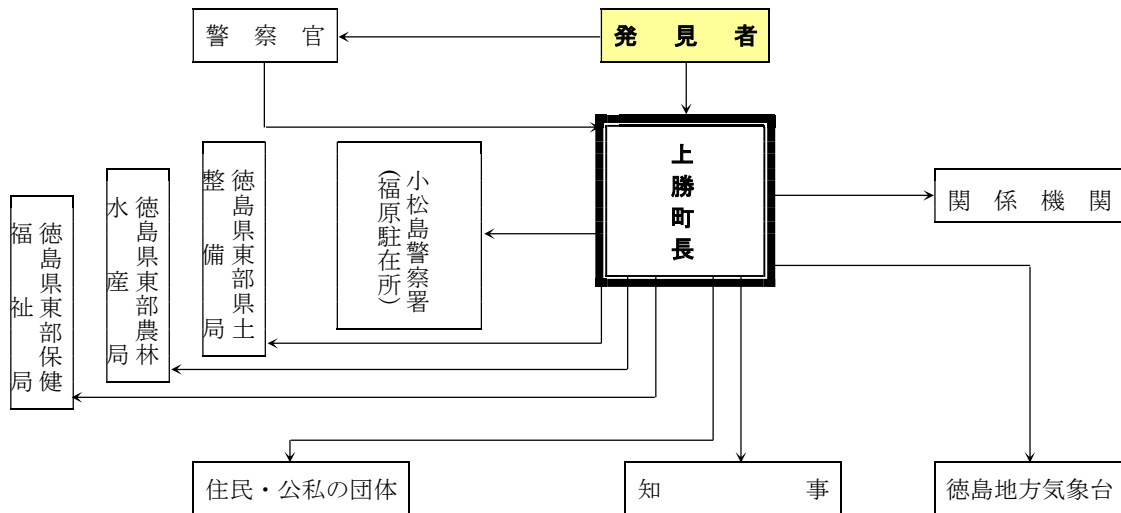 警察官
発見者
上勝町長
関係機関
小松島警察署
(福原駐在所)
徳島県東部県土
整備局
徳島県東部農林
水産局
徳島県東部保健
福祉局
住民・公私の団体
知事
徳島地方気象台